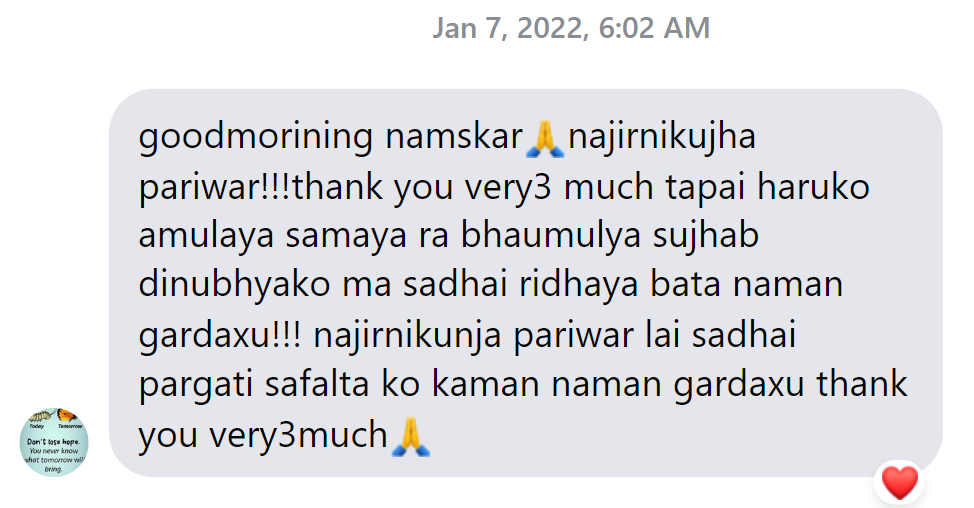 Jan 7, 2022, 6:02 AM
goodmorining namskar🙏najirnikujha
pariwar!!!thank you very3 much tapai haruko
amulaya samaya ra bhaumulya sujhab
dinubhyako ma sadhai ridhaya bata naman
gardaxu!!! najirnikunja pariwar lai sadhai
pargati safalta ko kaman naman gardaxu thank
you very3much🙏
Today Tomorrow
Don't lose hope.
You never know
what tomorrow will
bring.